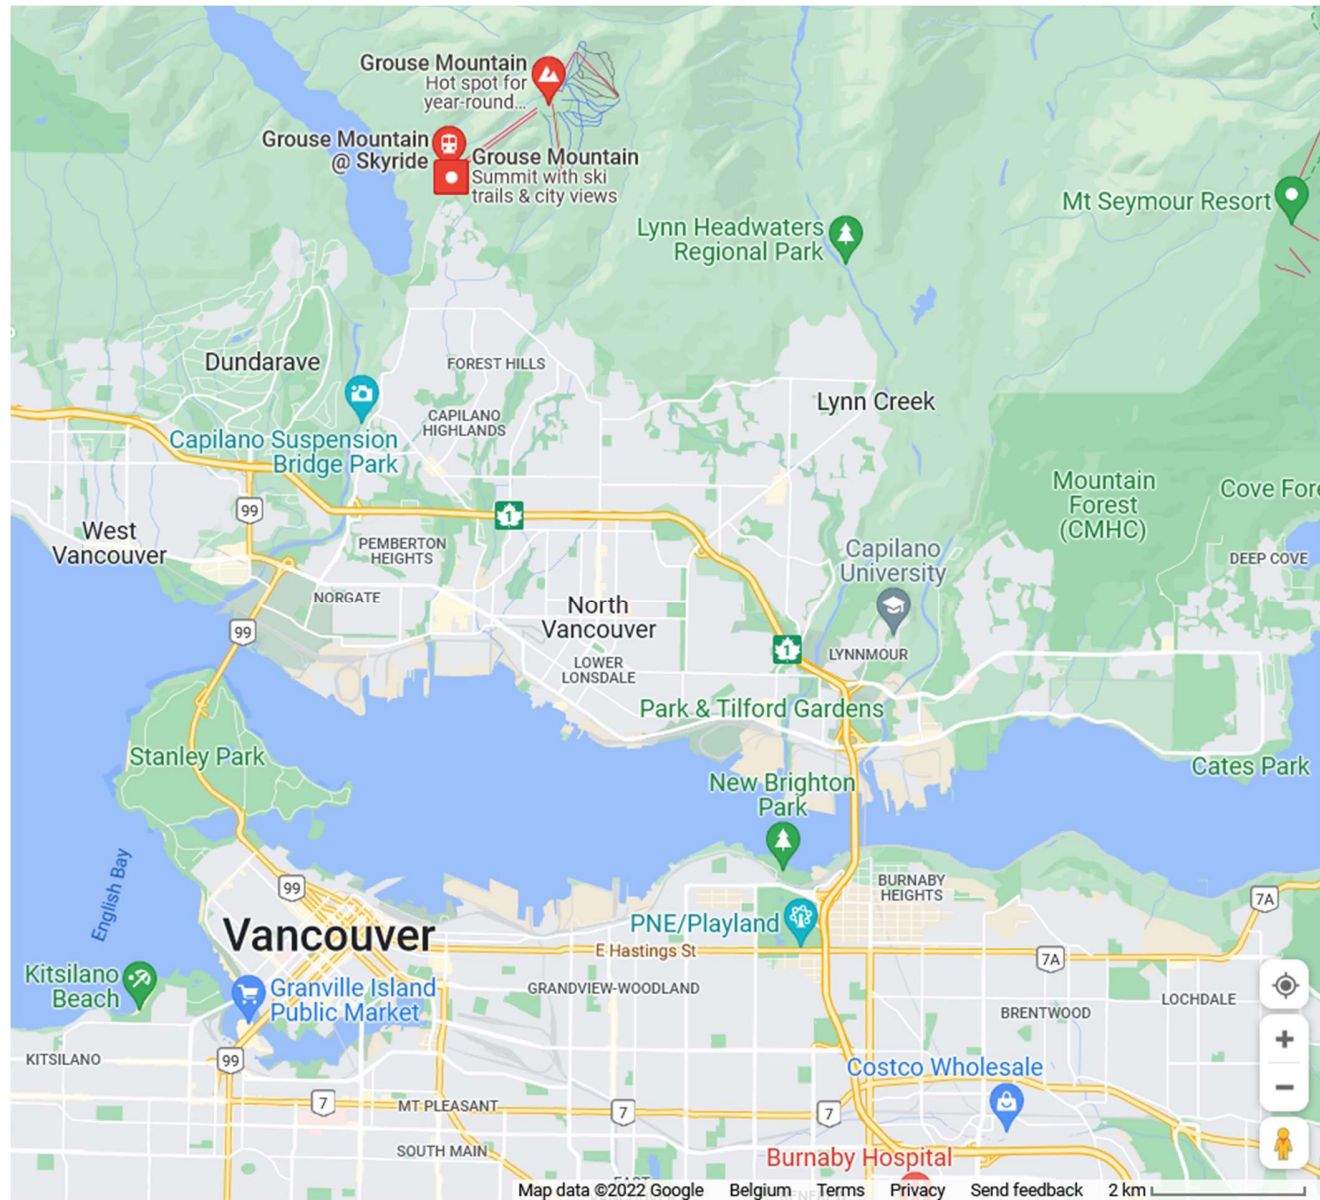 Grouse Mountain
Hot spot for
year-round...
Grouse Mountain
@ Skyride
Grouse Mountain
Summit with ski
trails & city views
Mt Seymour Resort
Lynn Headwaters
Regional Park
Dundarave
FOREST HILLS
Lynn Creek
CAPILANO
HIGHLANDS
Capilano Suspension
Bridge Park
Mountain
Forest
(CMHC)
Cove Fore
99
1
West
Vancouver
PEMBERTON
HEIGHTS
Capilano
University
DEEP COVE
NORGATE
North
Vancouver
99
1
LYNNMOUR
LOWER
LONSDALE
Park & Tilford Gardens
Stanley Park
Cates Park
New Brighton
Park
English Bay
99
BURNABY
HEIGHTS
7A
Vancouver
PNE/Playland
E Hastings St
7A
Kitsilano
Beach
Granville Island
Public Market
GRANDVIEW-WOODLAND
LOCHDALE
BRENTWOOD
KITSILANO
99
Costco Wholesale
7
MT PLEASANT
7
7
SOUTH MAIN
Burnaby Hospital
Map data ©2022 Google Belgium Terms Privacy Send feedback 2 km